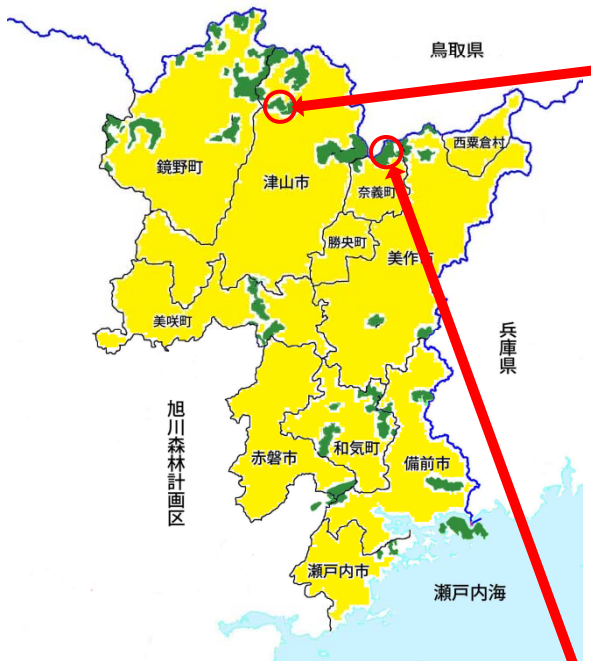 鳥取県
西粟倉村
鏡野町
津山市
奈義町
勝央町
美作市
美咲町
兵庫県
旭川森林計画区
赤磐市
和気町
備前市
瀬戸内市
瀬戸内海